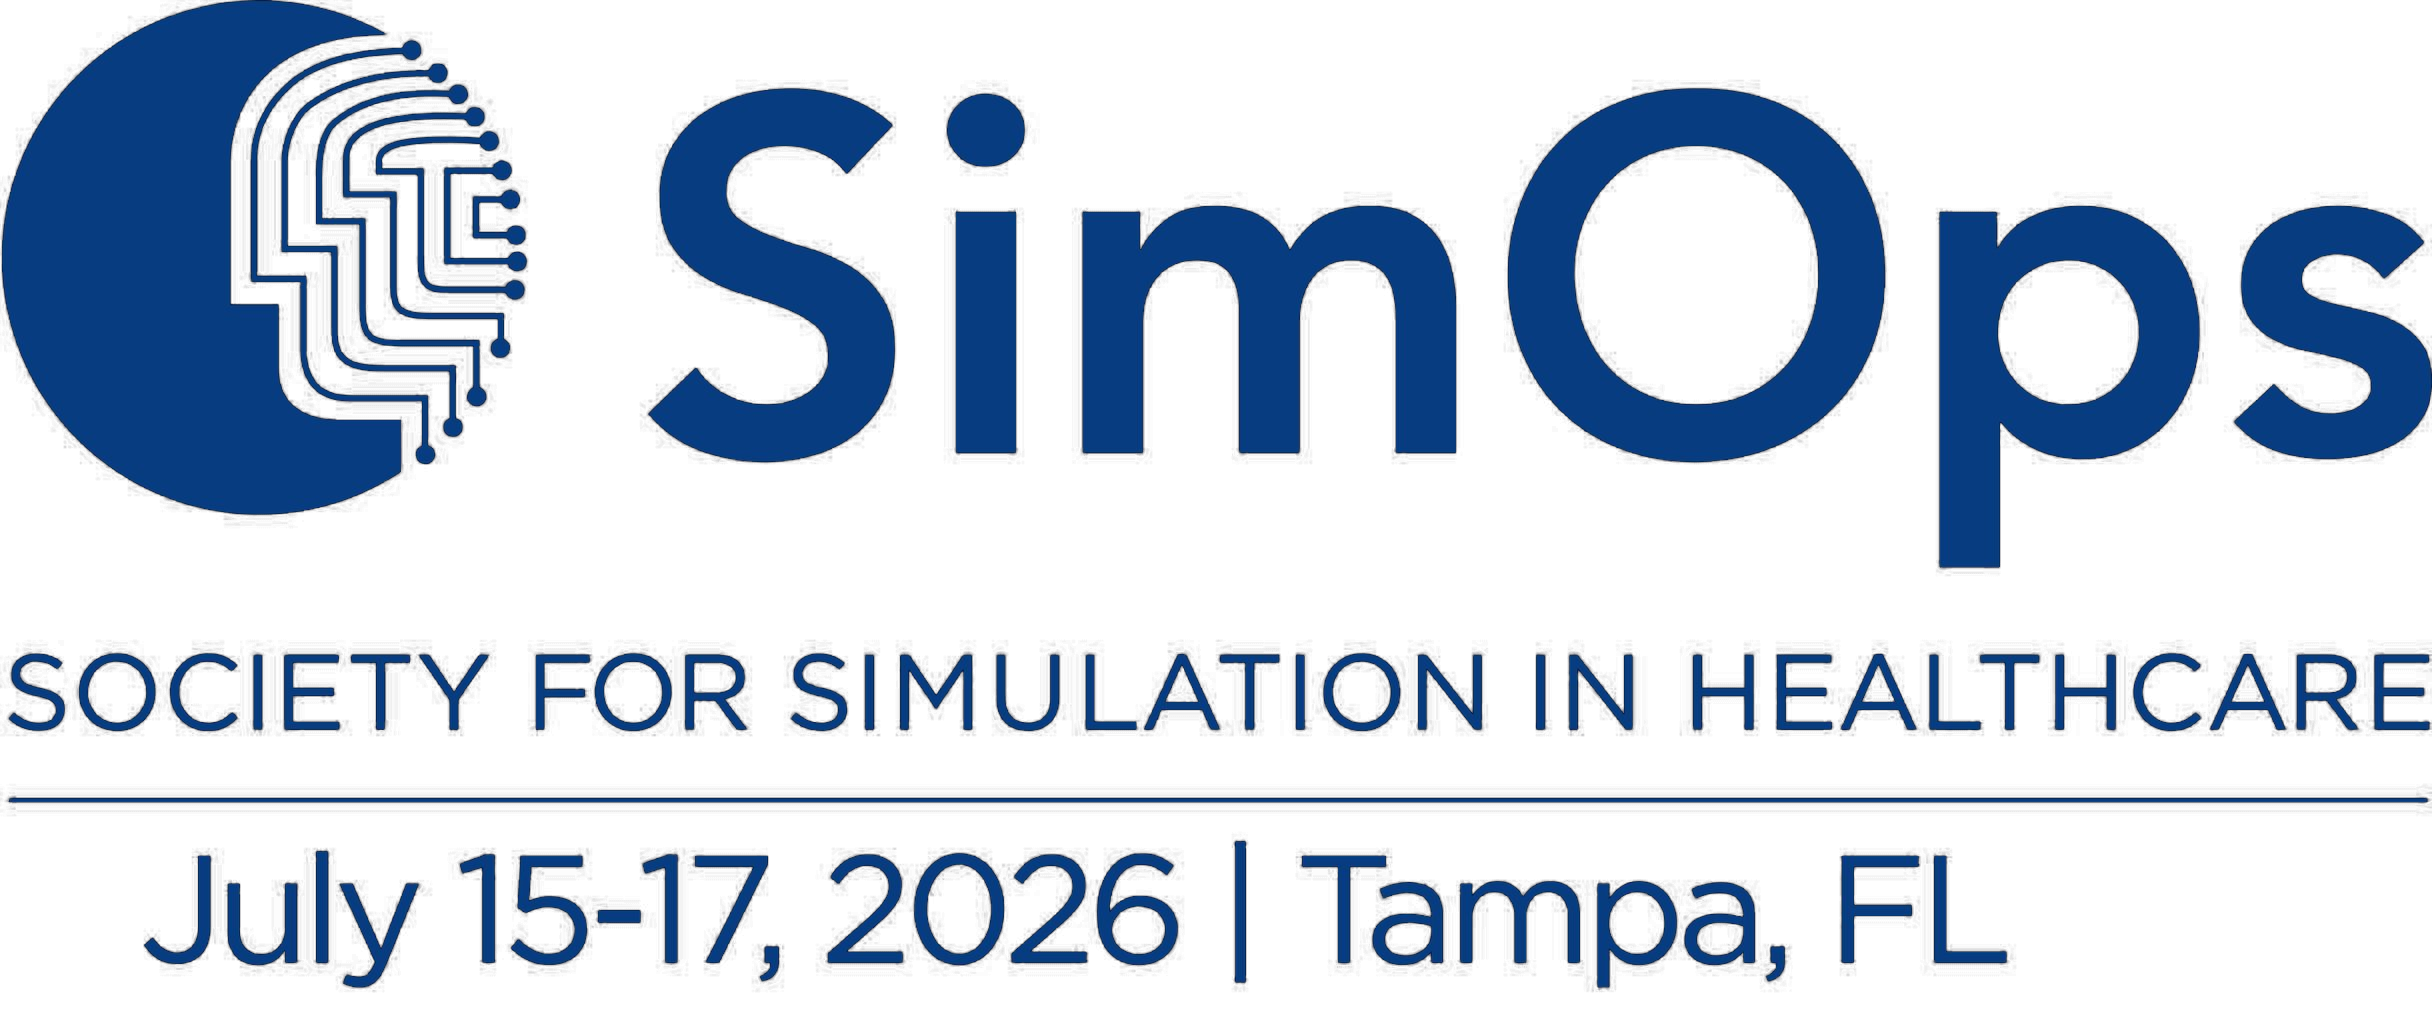 SimOps
SOCIETY FOR SIMULATION IN HEALTHCARE
July 15-17, 2026 | Tampa, FL